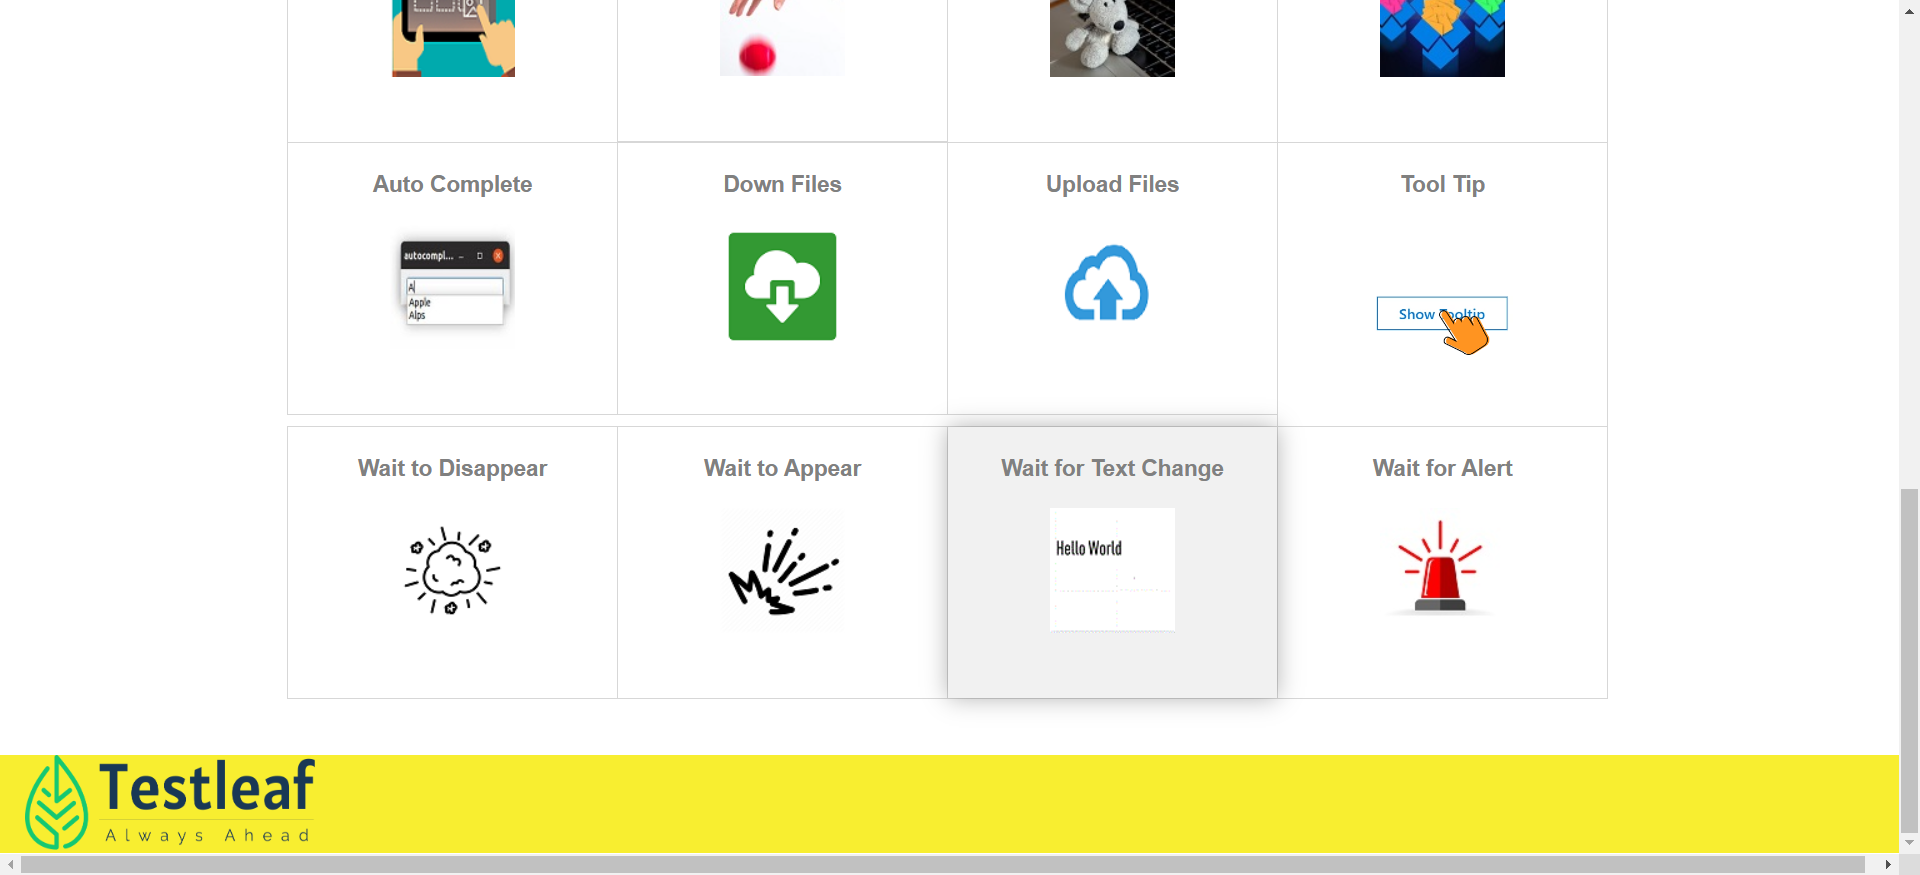 Auto Complete
Down Files
Upload Files
Tool Tip
autocompl...
A
Apple
Alps
Show Tooltip
Wait to Disappear
Wait to Appear
Wait for Text Change
Wait for Alert
Hello World
Testleaf
Always Ahead